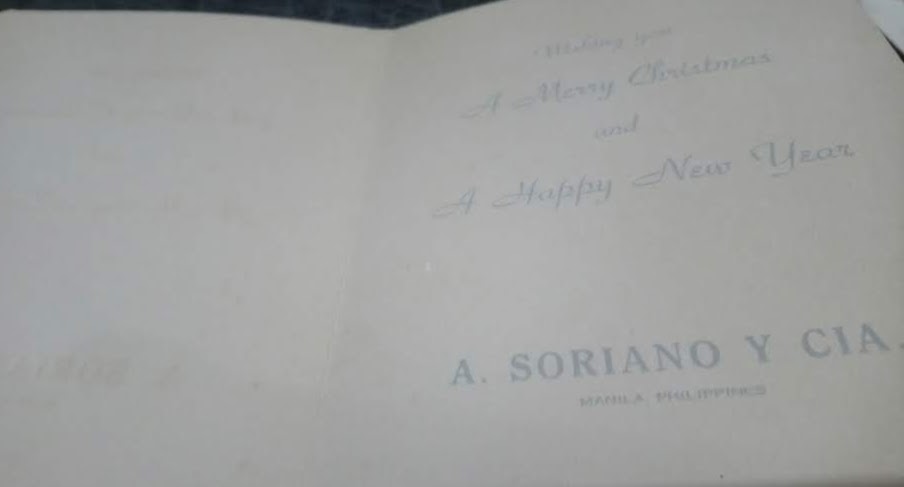 Wishing you
A Merry Christmas
and
A Happy New Year
A. SORIANO Y CIA.
MANILA, PHILIPPINES